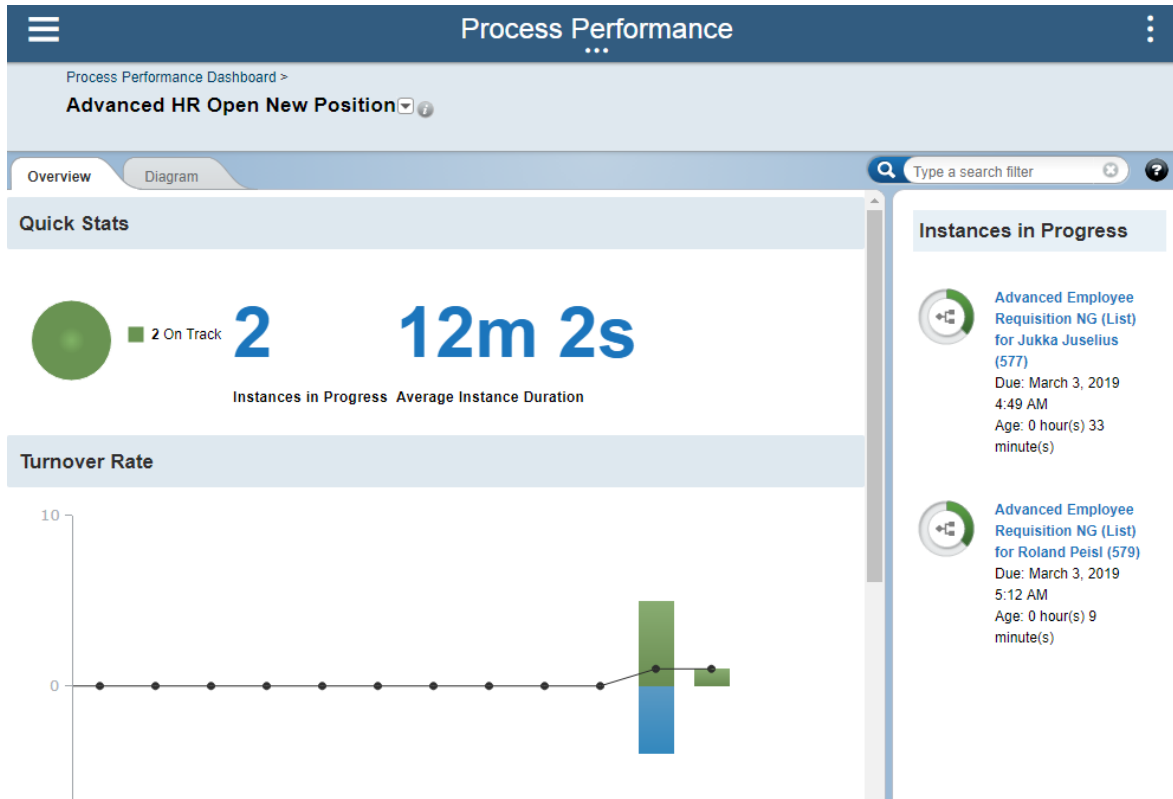 Process Performance
Process Performance Dashboard >
Advanced HR Open New Position
Overview
Diagram
Type a search filter
Quick Stats
2 On Track
2
12m 2s
Instances in Progress
Average Instance Duration
Turnover Rate
10
0
Instances in Progress
Advanced Employee
Requisition NG (List)
for Jukka Juselius
(577)
Due: March 3, 2019
4:49 AM
Age: 0 hour(s) 33
minute(s)
Advanced Employee
Requisition NG (List)
for Roland Peisl (579)
Due: March 3, 2019
5:12 AM
Age: 0 hour(s) 9
minute(s)